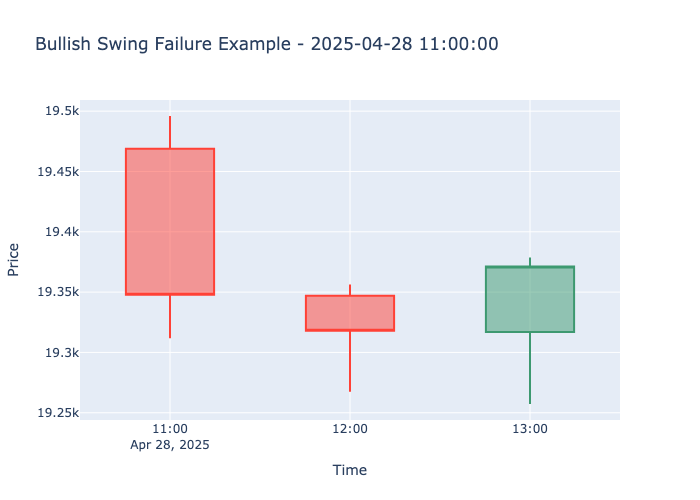 Bullish Swing Failure Example - 2025-04-28 11:00:00
19.5k
19.45k
19.4k
19.35k
19.3k
19.25k
Price
11:00
Apr 28, 2025
12:00
13:00
Time